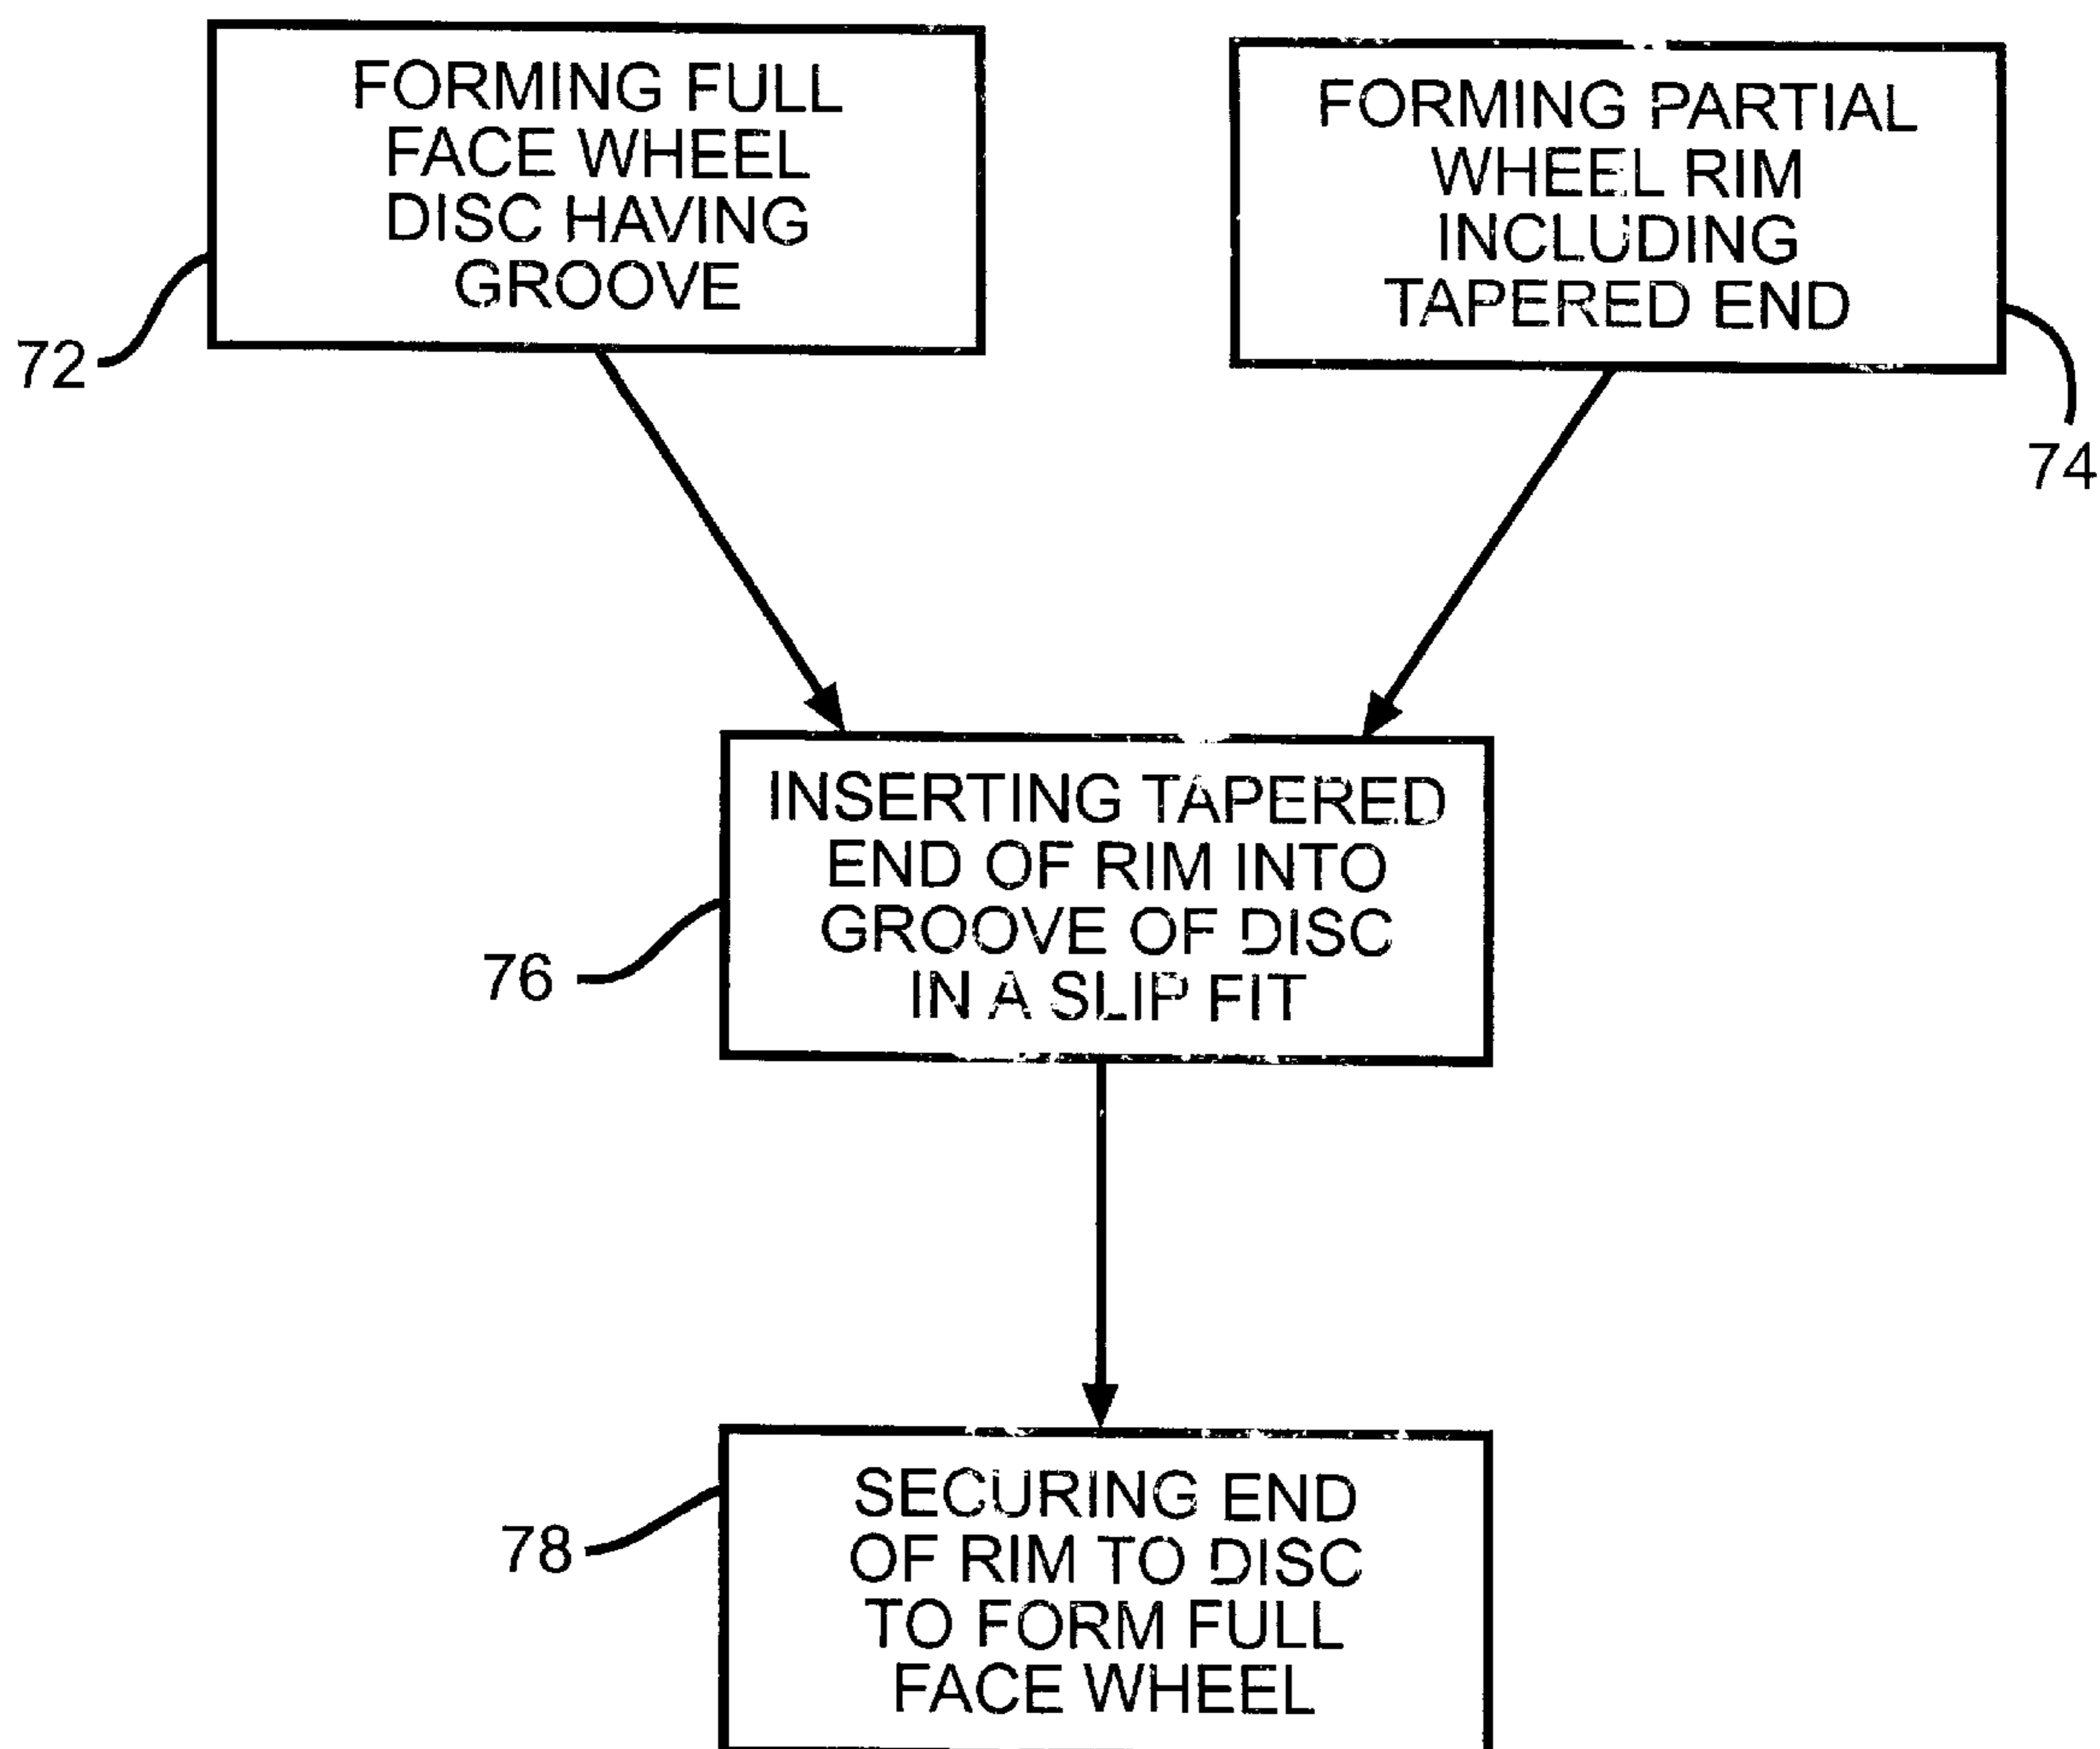 FORMING FULL
FACE WHEEL
DISC HAVING
GROOVE
72
FORMING PARTIAL
WHEEL RIM
INCLUDING
TAPERED END
74
INSERTING TAPERED
END OF RIM INTO
GROOVE OF DISC
IN A SLIP FIT
76
SECURING END
OF RIM TO DISC
TO FORM FULL
FACE WHEEL
78